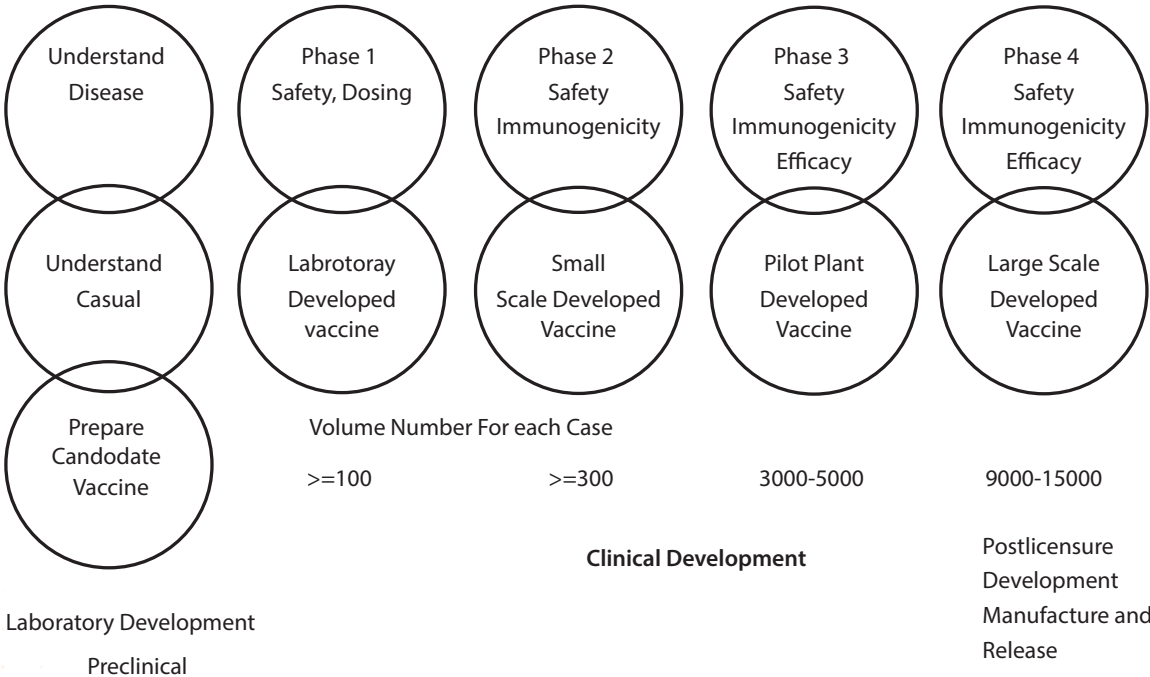 Understand
Disease
Understand
Casual
Prepare
Candodate
Vaccine
Laboratory Development
Preclinical
Phase 1
Safety, Dosing
Labrotoray
Developed
vaccine
Phase 2
Safety
Immunogenicity
Small
Scale Developed
Vaccine
Phase 3
Safety
Immunogenicity
Efficacy
Pilot Plant
Developed
Vaccine
Phase 4
Safety
Immunogenicity
Efficacy
Large Scale
Developed
Vaccine
Volume Number For each Case
>=100
>=300
3000-5000
9000-15000
Clinical Development
Postlicensure
Development
Manufacture and
Release